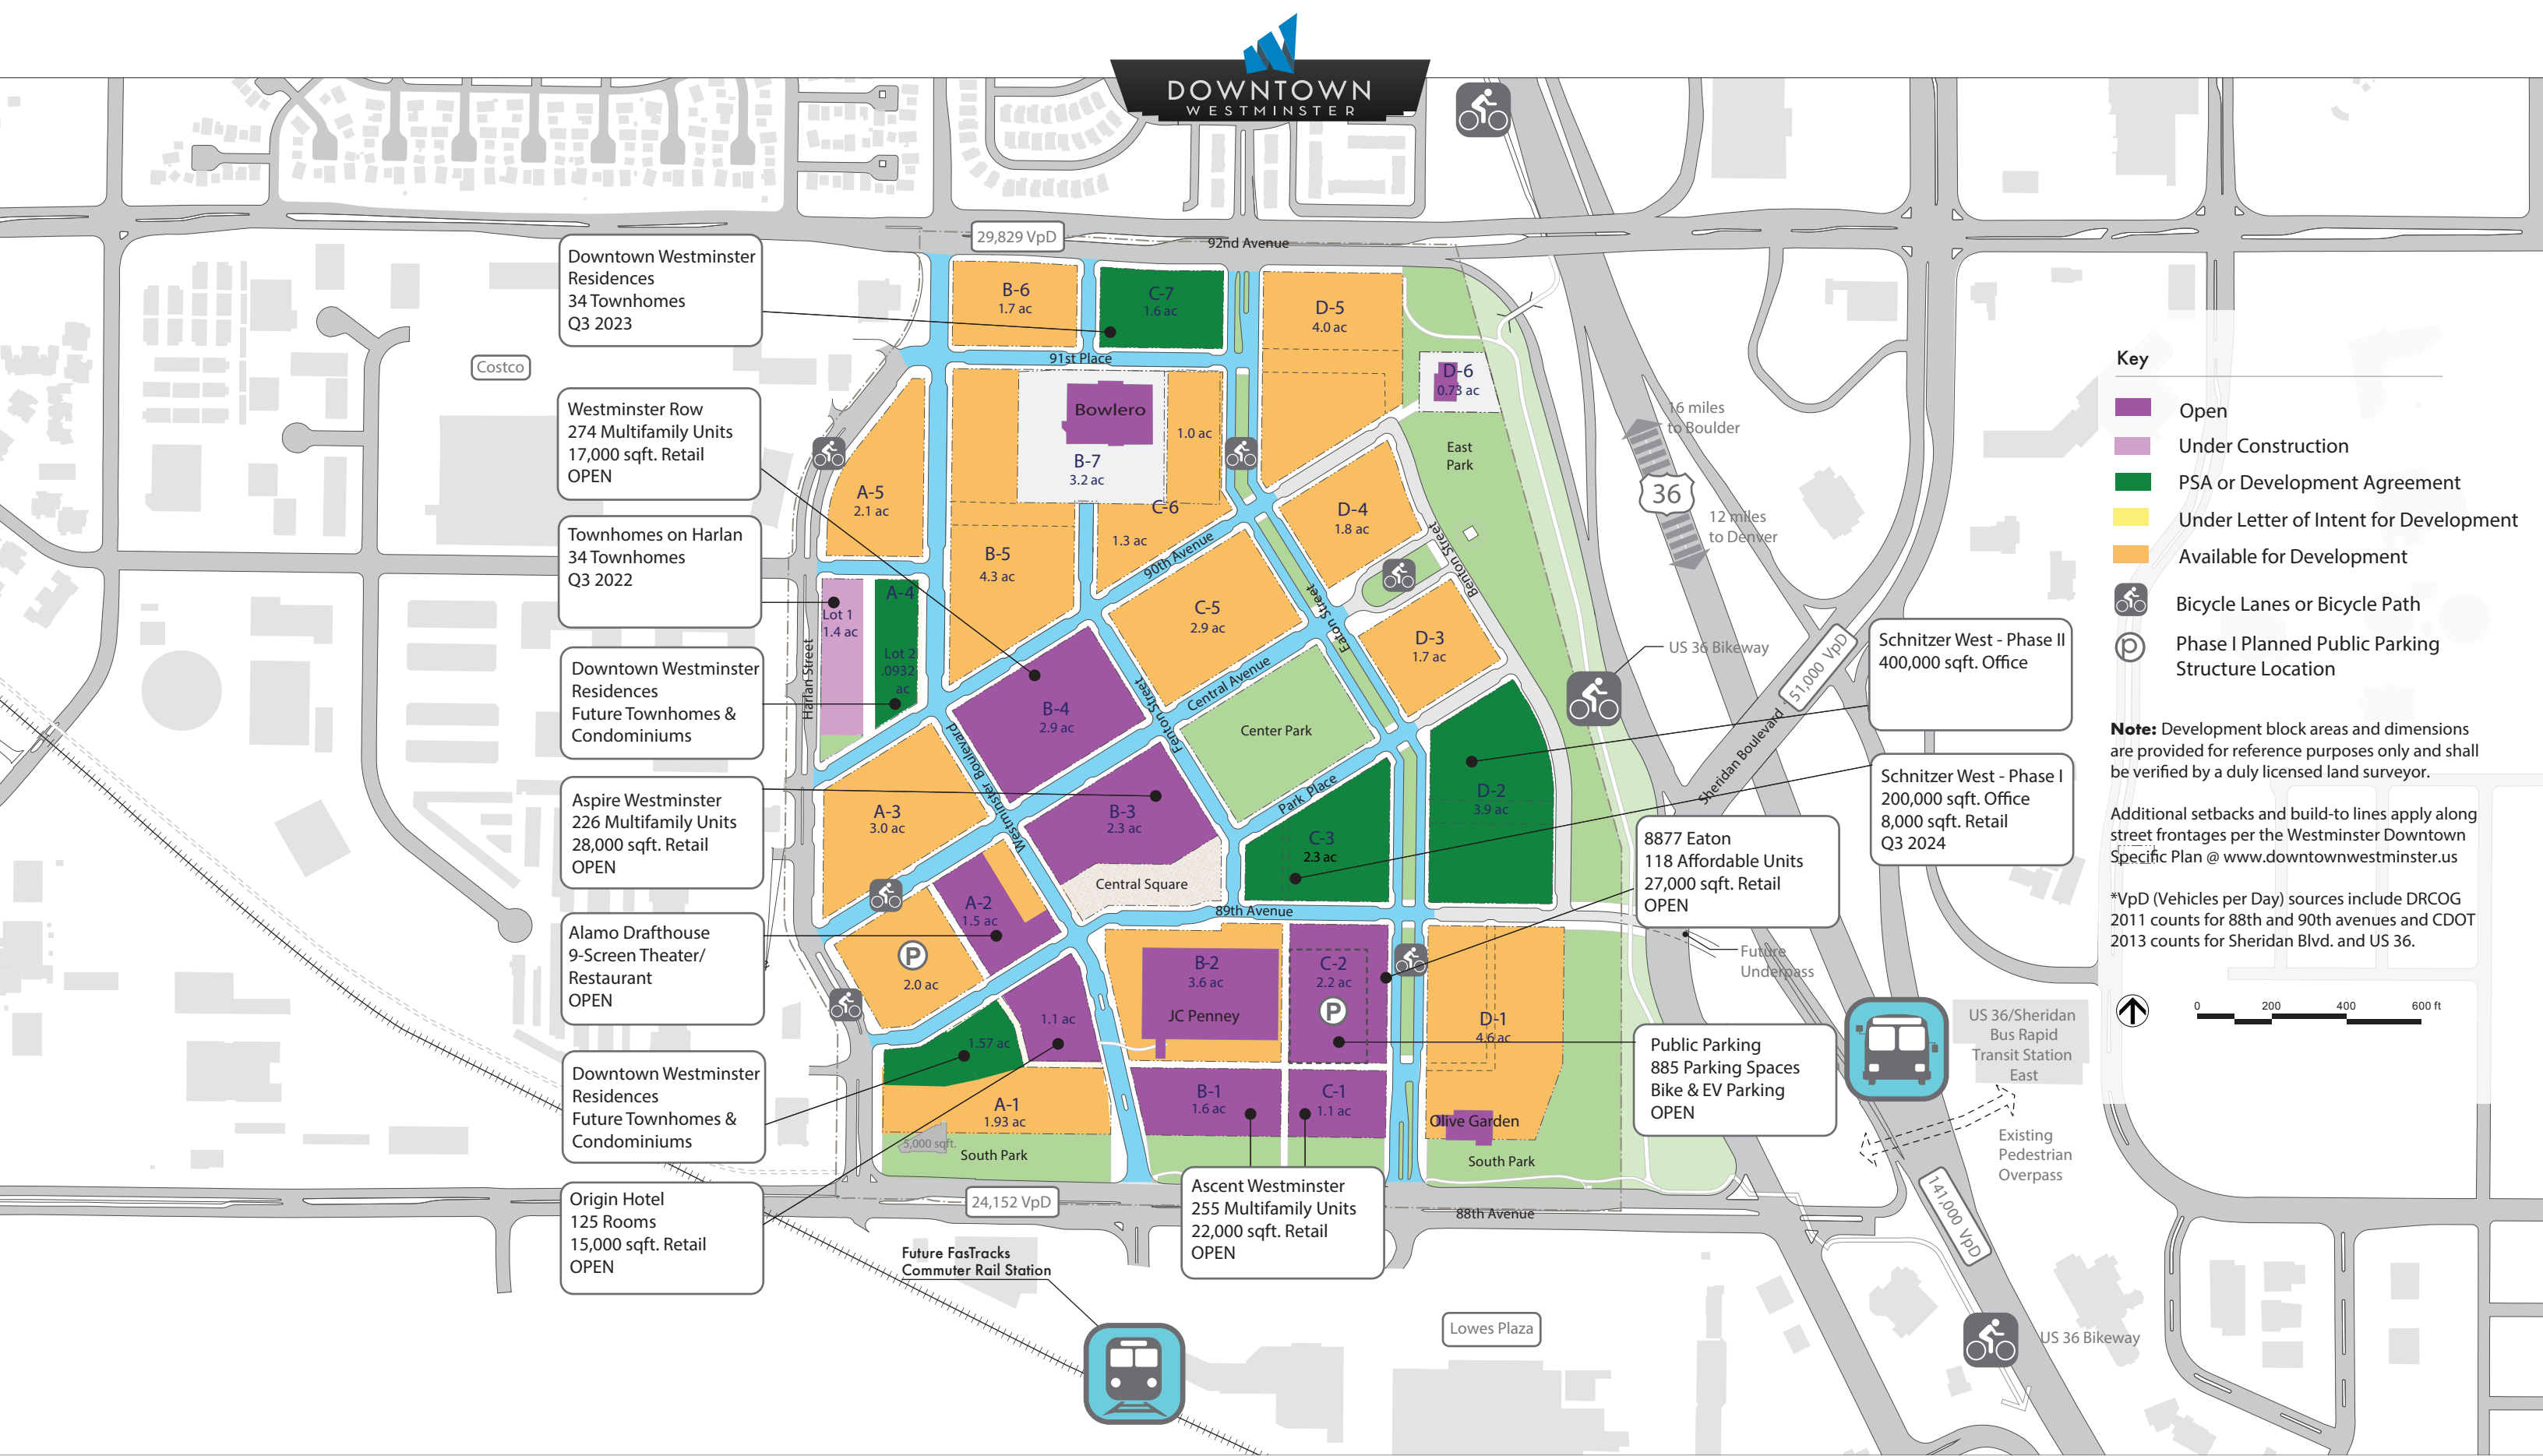 DOWNTOWN
WESTMINSTER
29,829 VpD
92nd Avenue
Downtown Westminster
Residences
34 Townhomes
Q3 2023
Westminster Row
274 Multifamily Units
17,000 sqft. Retail
OPEN
Townhomes on Harlan
34 Townhomes
Q3 2022
Downtown Westminster
Residences
Future Townhomes &
Condominiums
Aspire Westminster
226 Multifamily Units
28,000 sqft. Retail
OPEN
Alamo Drafthouse
9-Screen Theater/
Restaurant
OPEN
Downtown Westminster
Residences
Future Townhomes &
Condominiums
Origin Hotel
125 Rooms
15,000 sqft. Retail
OPEN
Costco
B-6
1.7 ac
C-7
1.6 ac
D-5
4.0 ac
91st Place
D-6
0.73 ac
Bowlero
1.0 ac
B-7
3.2 ac
East
Park
A-5
2.1 ac
C-6
1.3 ac
D-4
1.8 ac
B-5
4.3 ac
90th Avenue
Benton Street
Eaton Street
A-4
Lot 1
1.4 ac
Lot 2
.0932
ac
Harlan Street
C-5
2.9 ac
D-3
1.7 ac
Central Avenue
Fenton Street
B-4
2.9 ac
Center Park
Westminster Boulevard
Park Place
A-3
3.0 ac
B-3
2.3 ac
C-3
2.3 ac
D-2
3.9 ac
Central Square
89th Avenue
A-2
1.5 ac
P
2.0 ac
B-2
3.6 ac
JC Penney
C-2
2.2 ac
P
D-1
4.6 ac
1.1 ac
1.57 ac
A-1
1.93 ac
B-1
1.6 ac
C-1
1.1 ac
Olive Garden
5,000 sqft.
South Park
South Park
24,152 VpD
88th Avenue
Ascent Westminster
255 Multifamily Units
22,000 sqft. Retail
OPEN
Future FasTracks
Commuter Rail Station
Lowes Plaza
16 miles
to Boulder
36
12 miles
to Denver
US 36 Bikeway
51,000 VpD
Sheridan Boulevard
Schnitzer West - Phase II
400,000 sqft. Office
Schnitzer West - Phase I
200,000 sqft. Office
8,000 sqft. Retail
Q3 2024
8877 Eaton
118 Affordable Units
27,000 sqft. Retail
OPEN
Future
Underpass
Public Parking
885 Parking Spaces
Bike & EV Parking
OPEN
US 36/Sheridan
Bus Rapid
Transit Station
East
Existing
Pedestrian
Overpass
141,000 VpD
US 36 Bikeway
Key
Open
Under Construction
PSA or Development Agreement
Under Letter of Intent for Development
Available for Development
Bicycle Lanes or Bicycle Path
P
Phase I Planned Public Parking
Structure Location
Note: Development block areas and dimensions
are provided for reference purposes only and shall
be verified by a duly licensed land surveyor.
Additional setbacks and build-to lines apply along
street frontages per the Westminster Downtown
Specific Plan @ www.downtownwestminster.us
*VpD (Vehicles per Day) sources include DRCOG
2011 counts for 88th and 90th avenues and CDOT
2013 counts for Sheridan Blvd. and US 36.
0 200 400 600 ft